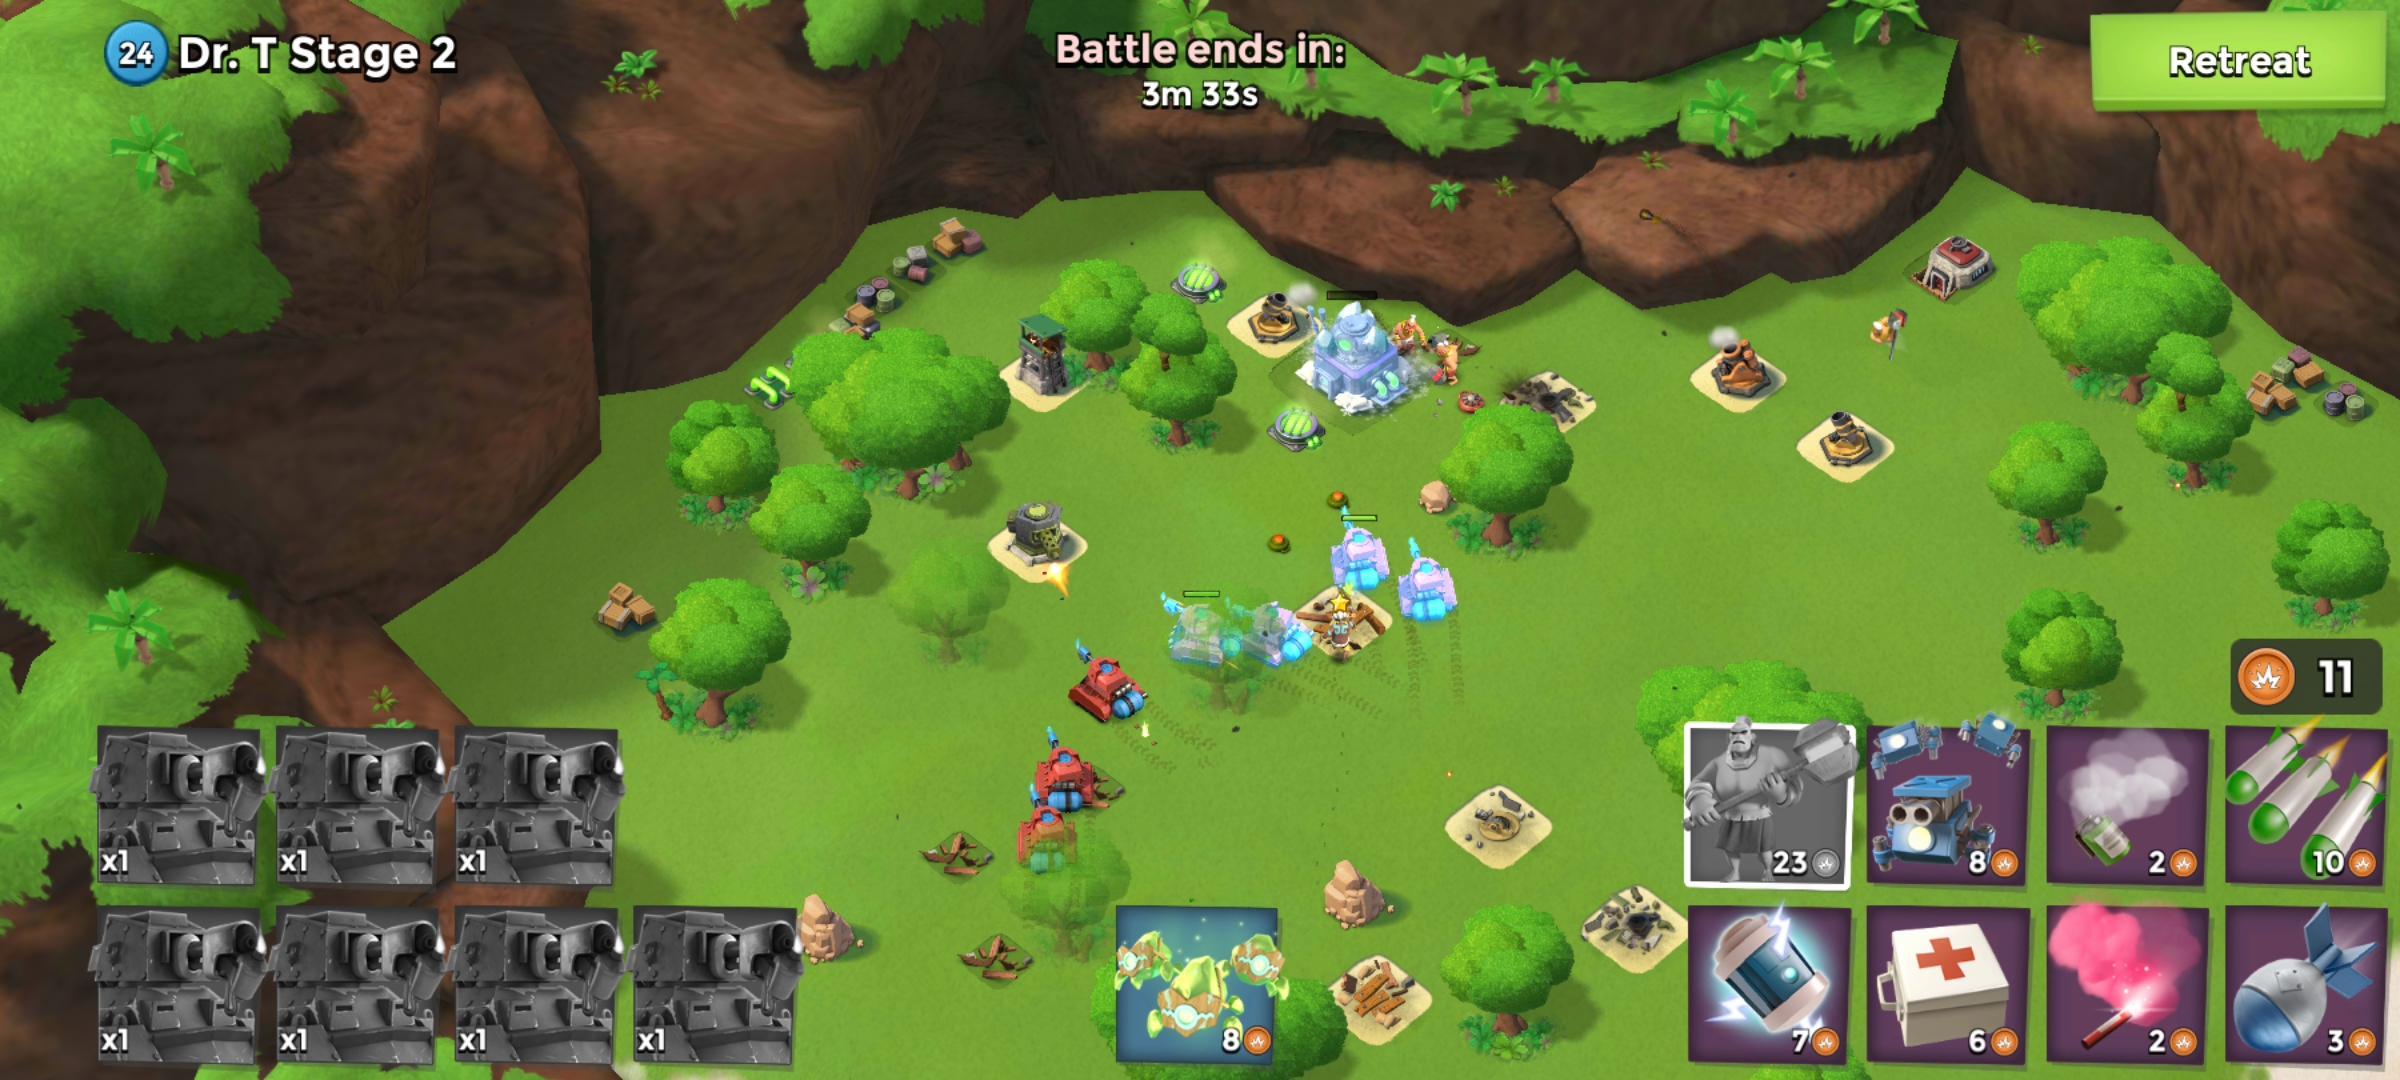 24 Dr. T Stage 2
Battle ends in:
3m 33s
Retreat
11
x1 x1 x1
23 8 2 10
x1 x1 x1 x1
8
7 6 2 3